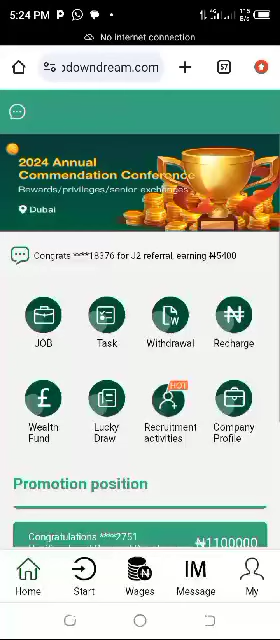 5:24 PM
No internet connection
odowndream.com
57
2024 Annual
Commendation Conference
Rewards/privileges/senior exchanges
Dubai
Congrats ****18376 for J2 referral, earning ₦5400
JOB
Task
Withdrawal
Recharge
HOT
Wealth
Fund
Lucky
Draw
Recruitment
activities
Company
Profile
Promotion position
Congratulations ****2751
₦1100000
IM
Home
Start
Wages
Message
My